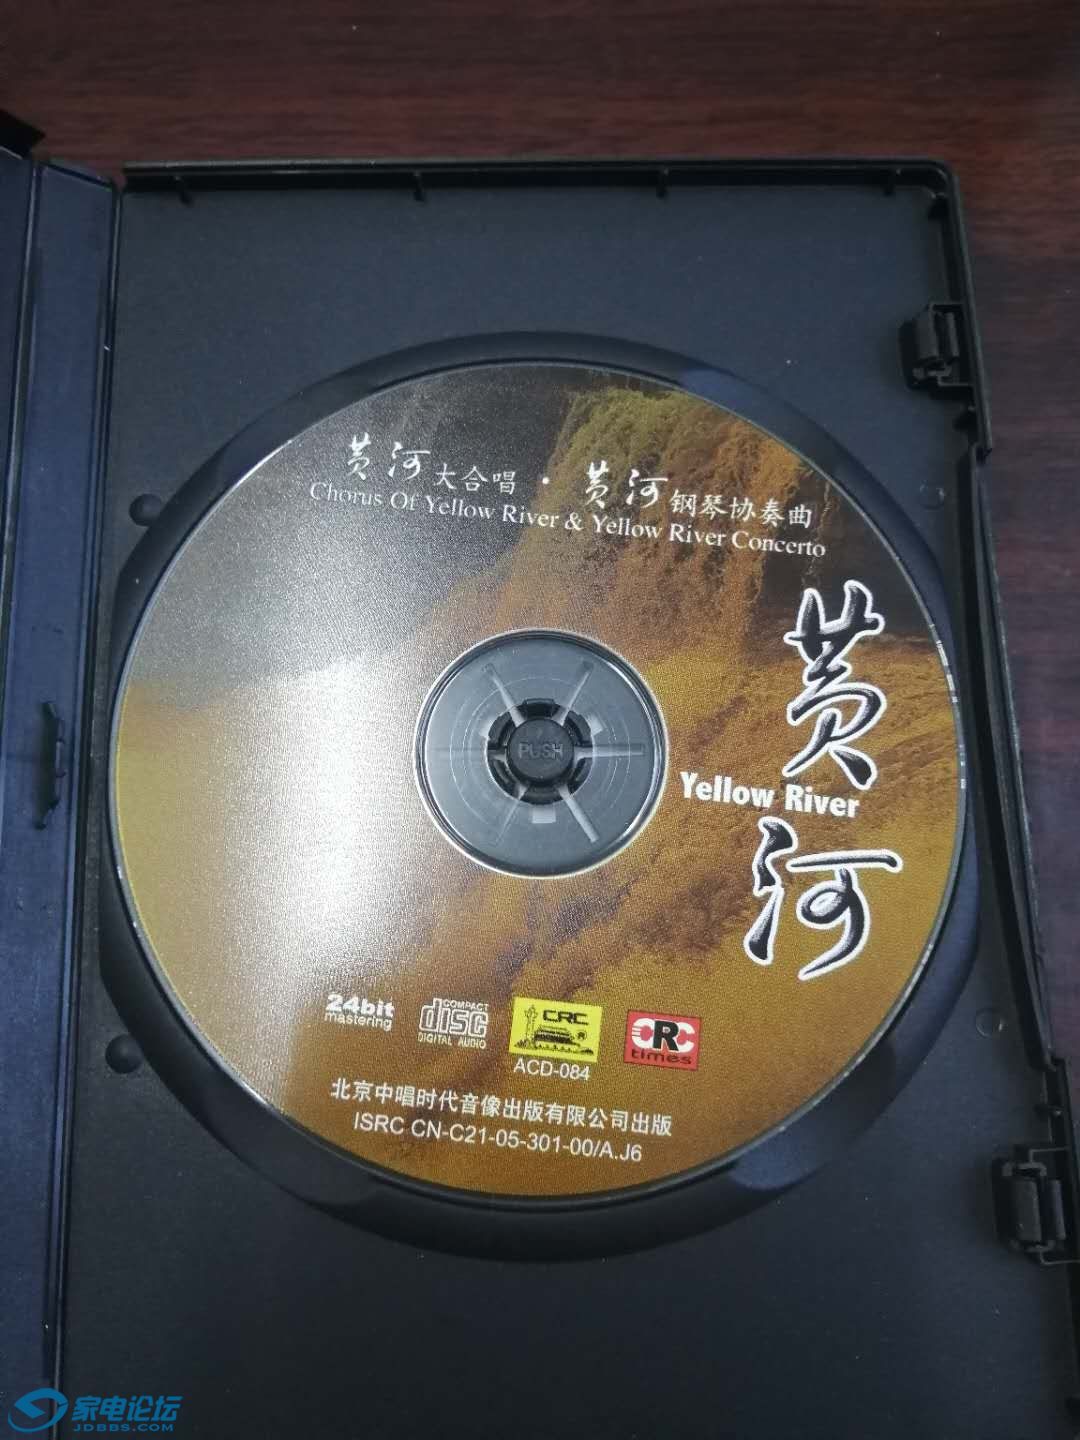 黄河大合唱·黄河钢琴协奏曲
Chorus Of Yellow River & Yellow River Concerto
黄
Yellow River
河
PUSH
24bit
mastering
COMPACT
disc
DIGITAL AUDIO
CRC
ACD-084
CRC
times
北京中唱时代音像出版有限公司出版
ISRC CN-C21-05-301-00/A.J6
家电论坛
JDBBS.COM